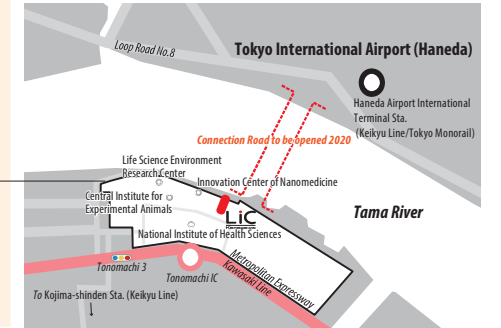 Loop Road No.8
Tokyo International Airport (Haneda)
Haneda Airport International
Terminal Sta.
(Keikyu Line/Tokyo Monorail)
Connection Road to be opened 2020
Life Science Environment
Research Center
Innovation Center of Nanomedicine
Central Institute for
Experimental Animals
LiC
Tama River
National Institute of Health Sciences
Tonomachi 3
Tonomachi IC
Metropolitan Expressway
Kawasaki Line
To Kojima-shinden Sta. (Keikyu Line)